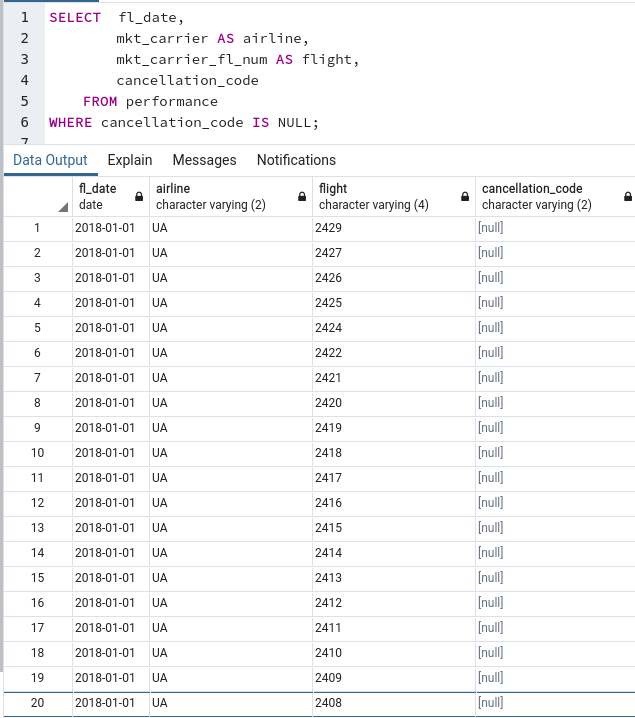 1 SELECT fl_date,
2 mkt_carrier AS airline,
3 mkt_carrier_fl_num AS flight,
4 cancellation_code
5 FROM performance
6 WHERE cancellation_code IS NULL;
7
Data Output Explain Messages Notifications
fl_date airline flight cancellation_code
date character varying (2) character varying (4) character varying (2)
1 2018-01-01 UA 2429 [null]
2 2018-01-01 UA 2427 [null]
3 2018-01-01 UA 2426 [null]
4 2018-01-01 UA 2425 [null]
5 2018-01-01 UA 2424 [null]
6 2018-01-01 UA 2422 [null]
7 2018-01-01 UA 2421 [null]
8 2018-01-01 UA 2420 [null]
9 2018-01-01 UA 2419 [null]
10 2018-01-01 UA 2418 [null]
11 2018-01-01 UA 2417 [null]
12 2018-01-01 UA 2416 [null]
13 2018-01-01 UA 2415 [null]
14 2018-01-01 UA 2414 [null]
15 2018-01-01 UA 2413 [null]
16 2018-01-01 UA 2412 [null]
17 2018-01-01 UA 2411 [null]
18 2018-01-01 UA 2410 [null]
19 2018-01-01 UA 2409 [null]
20 2018-01-01 UA 2408 [null]